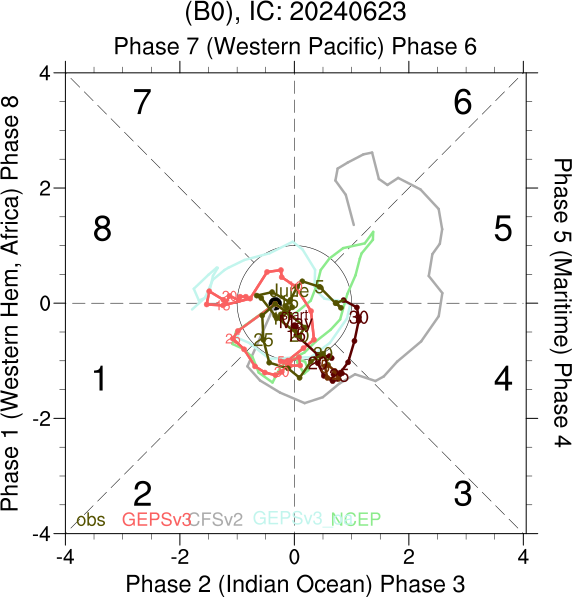 (B0), IC: 20240623
Phase 7 (Western Pacific) Phase 6
Phase 1 (Western Hem, Africa) Phase 8
Phase 5 (Maritime) Phase 4
4
2
0
-2
-4
7
6
8
5
1
4
2
3
June 5
30
25
30
obs GEPSv3 CFSv2 GEPSv3 NCEP
-4 -2 0 2 4
Phase 2 (Indian Ocean) Phase 3